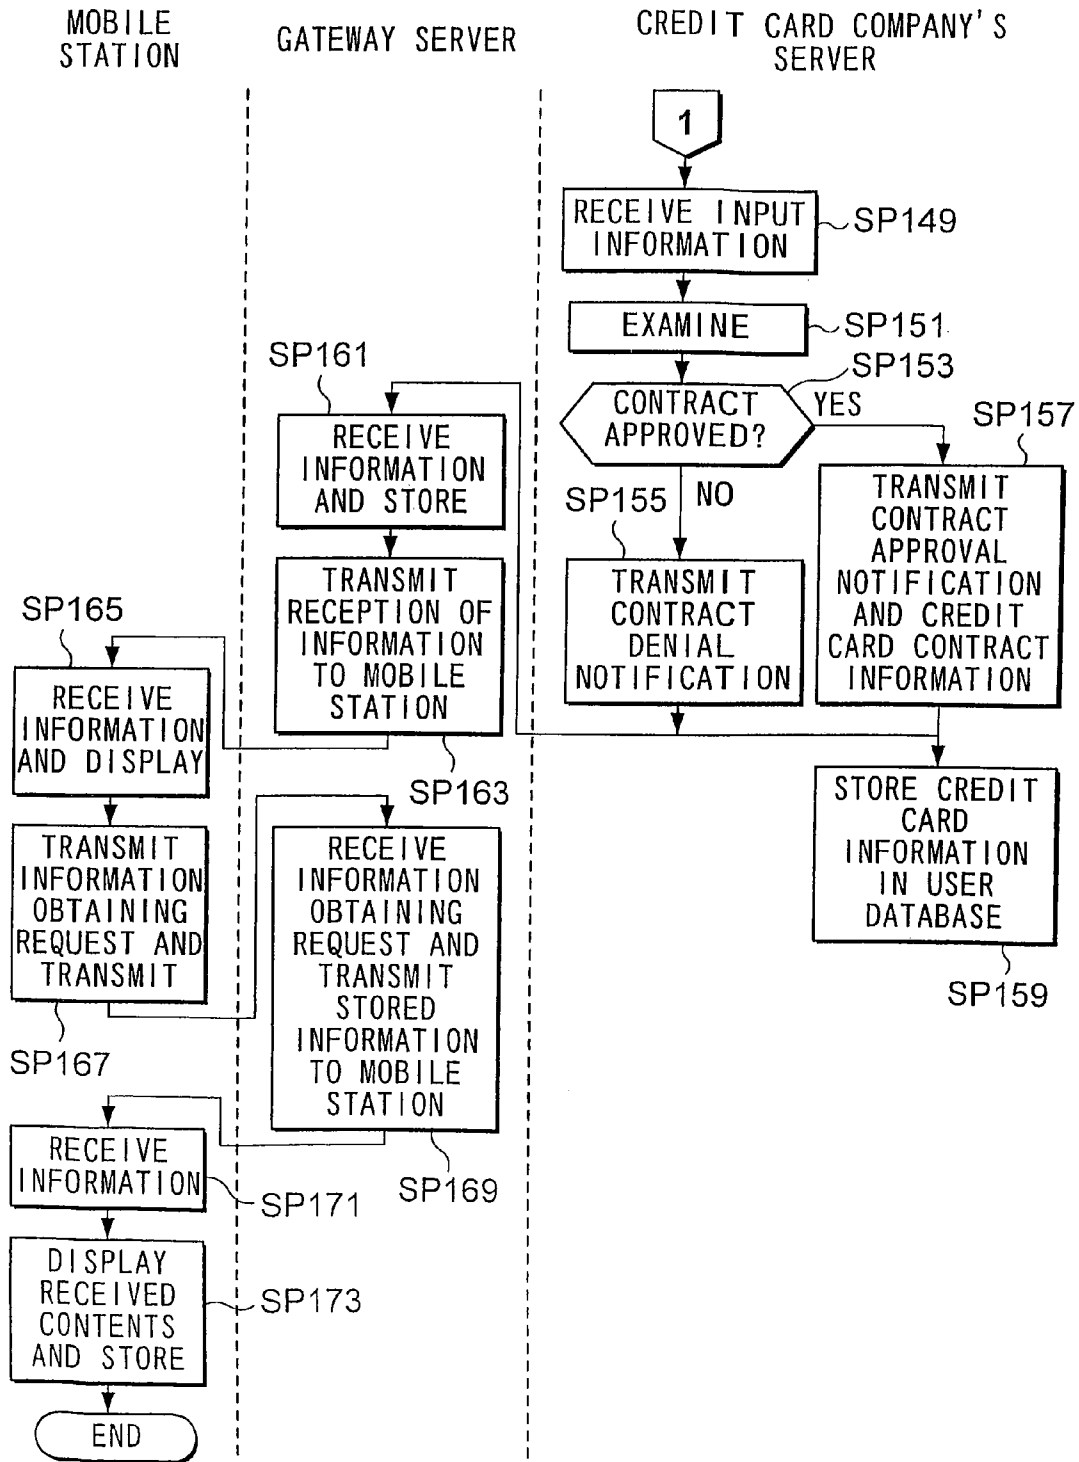 MOBILE
STATION
GATEWAY SERVER
CREDIT CARD COMPANY'S
SERVER
1
RECEIVE INPUT
INFORMATION
SP149
EXAMINE
SP151
CONTRACT
APPROVED?
SP153
YES
NO
SP155
TRANSMIT
CONTRACT
DENIAL
NOTIFICATION
SP157
TRANSMIT
CONTRACT
APPROVAL
NOTIFICATION
AND CREDIT
CARD CONTRACT
INFORMATION
STORE CREDIT
CARD
INFORMATION
IN USER
DATABASE
SP159
SP161
RECEIVE
INFORMATION
AND STORE
TRANSMIT
RECEPTION OF
INFORMATION
TO MOBILE
STATION
SP163
SP165
RECEIVE
INFORMATION
AND DISPLAY
TRANSMIT
INFORMATION
OBTAINING
REQUEST AND
TRANSMIT
SP167
RECEIVE
INFORMATION
OBTAINING
REQUEST AND
TRANSMIT
STORED
INFORMATION
TO MOBILE
STATION
SP169
RECEIVE
INFORMATION
SP171
DISPLAY
RECEIVED
CONTENTS
AND STORE
SP173
END